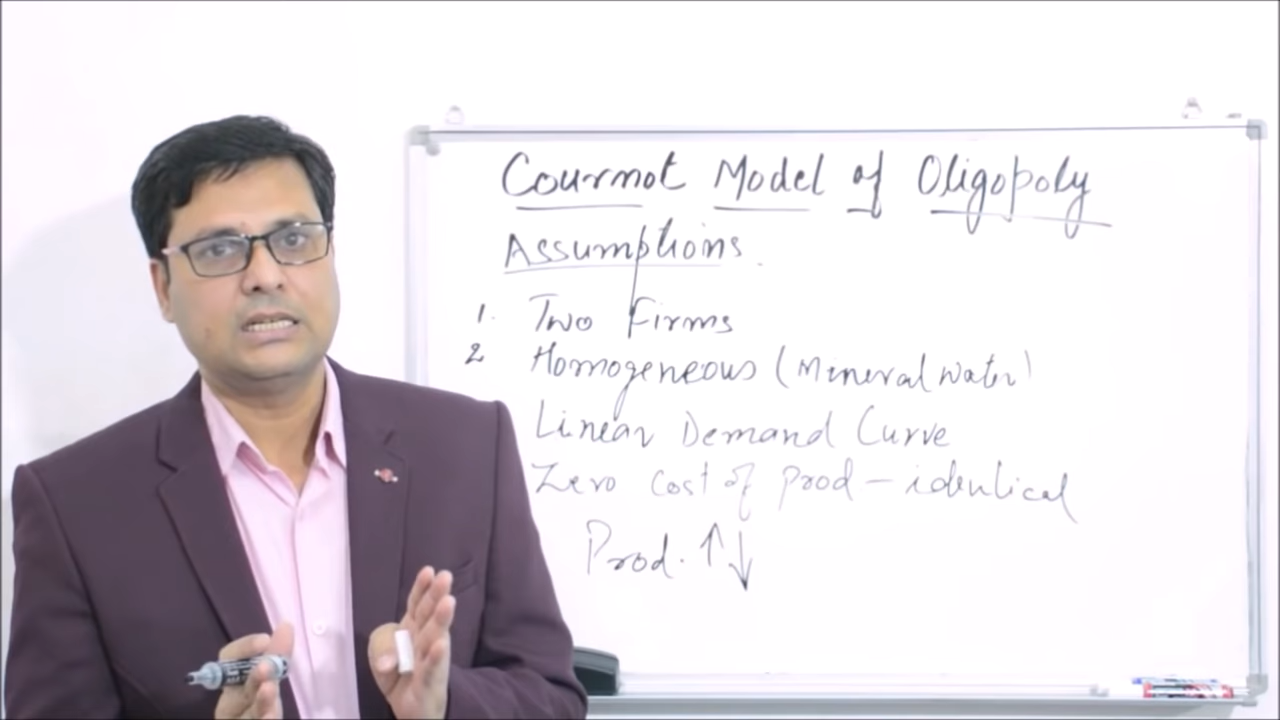 Cournot Model of Oligopoly
Assumptions.
1. Two Firms
2 Homogeneous (Mineral water)
Linear Demand Curve
Zero cost of prod - identical
Prod. ↑↓